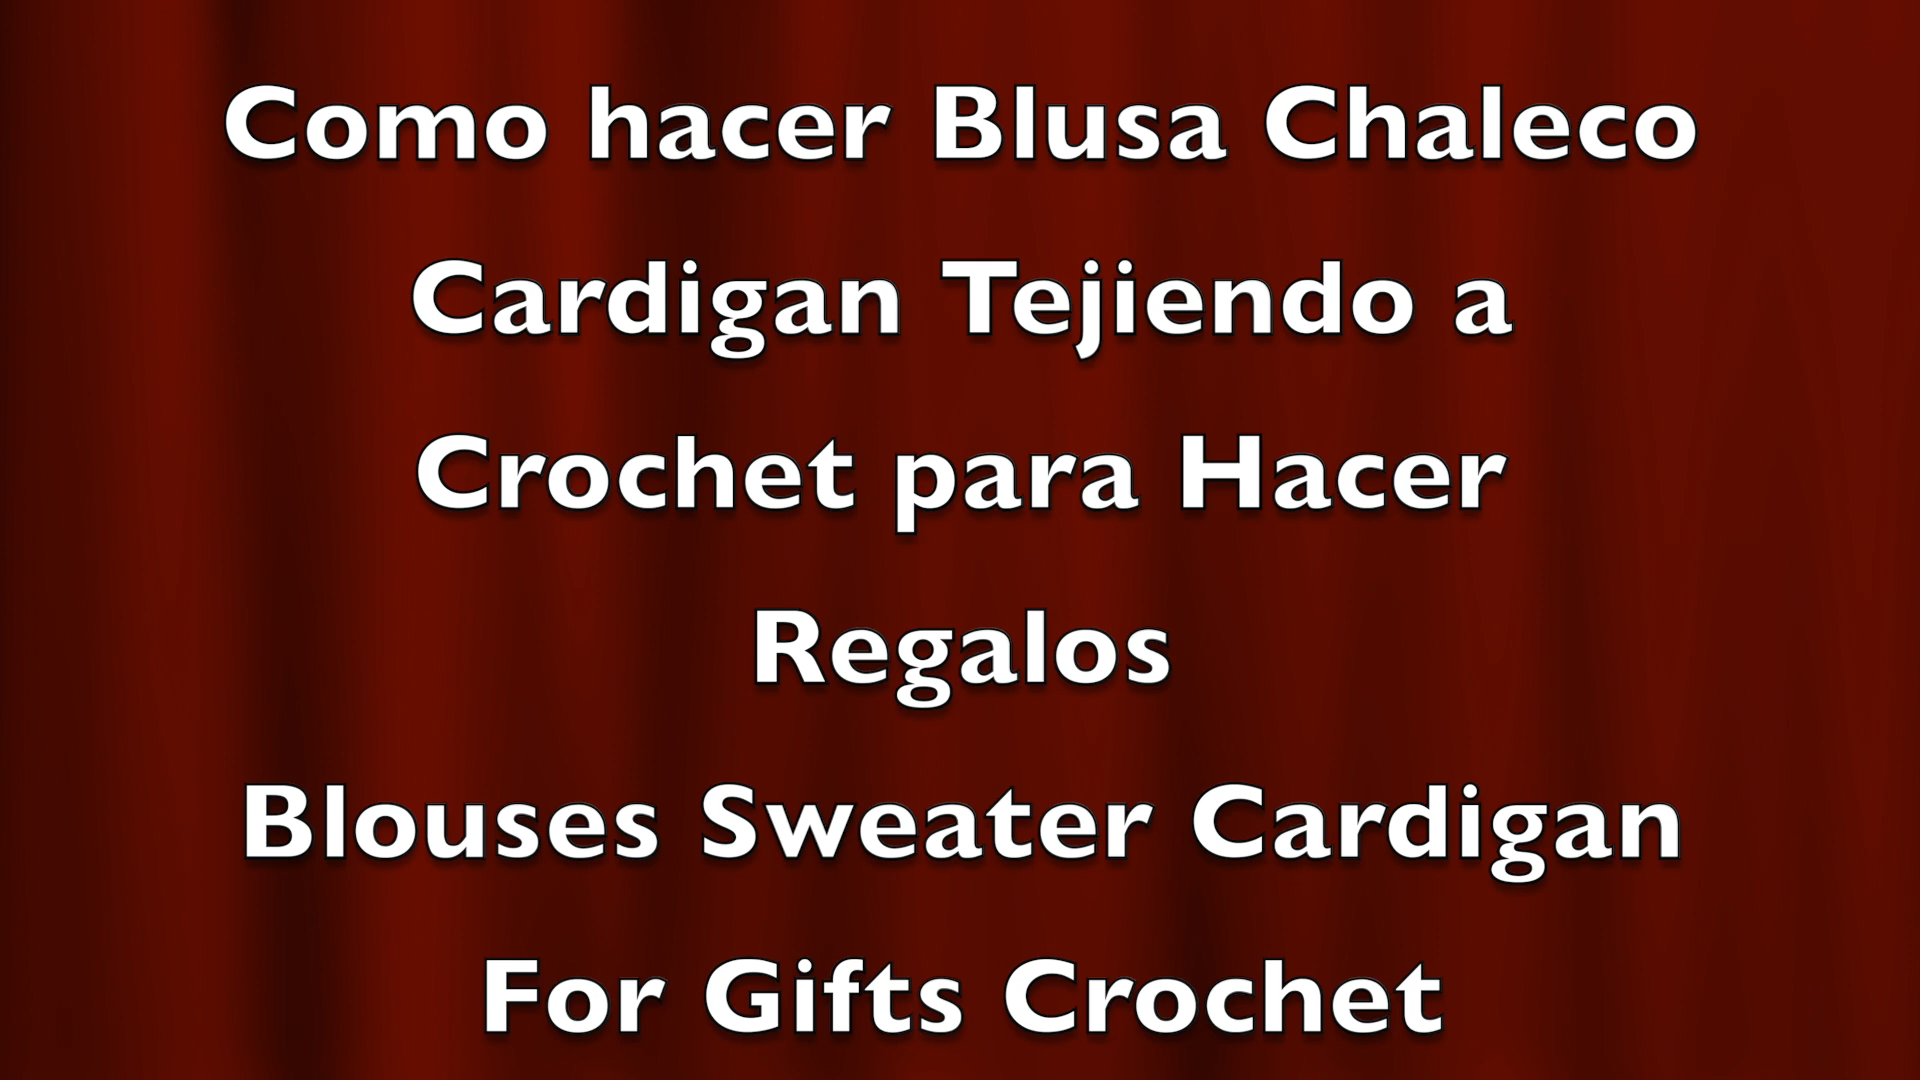 Como hacer Blusa Chaleco
Cardigan Tejiendo a
Crochet para Hacer
Regalos
Blouses Sweater Cardigan
For Gifts Crochet